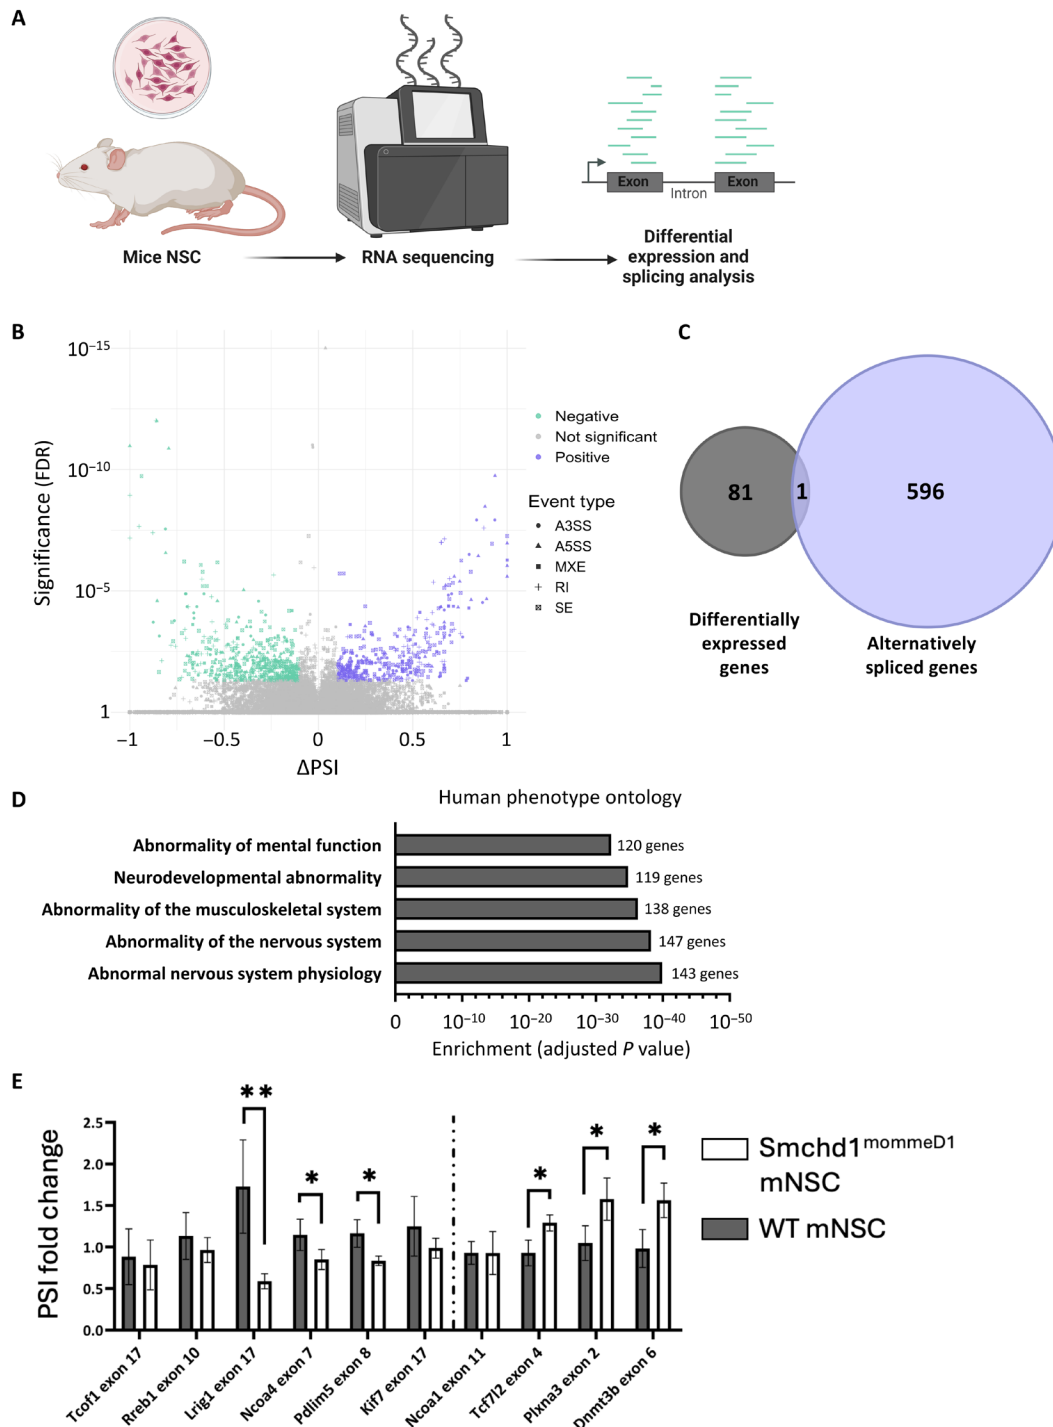 A
Exon
Exon
Intron
Mice NSC
RNA sequencing
Differential
expression and
splicing analysis
B
10⁻¹⁵
10⁻¹⁰
10⁻⁵
1
Significance (FDR)
−1
−0.5
0
0.5
1
ΔPSI
Negative
Not significant
Positive
Event type
A3SS
A5SS
MXE
RI
SE
C
81
1
596
Differentially
expressed
genes
Alternatively
spliced genes
D
Human phenotype ontology
Abnormality of mental function
120 genes
Neurodevelopmental abnormality
119 genes
Abnormality of the musculoskeletal system
138 genes
Abnormality of the nervous system
147 genes
Abnormal nervous system physiology
143 genes
0
10⁻¹⁰
10⁻²⁰
10⁻³⁰
10⁻⁴⁰
10⁻⁵⁰
Enrichment (adjusted P value)
E
PSI fold change
2.5
2.0
1.5
1.0
0.5
0.0
**
*
*
*
*
*
Tcof1 exon 17
Rreb1 exon 10
Lrig1 exon 17
Ncoa4 exon 7
Pdlim5 exon 8
Kif7 exon 17
Ncoa1 exon 11
Tcf7l2 exon 4
Plxna3 exon 2
Dnmt3b exon 6
Smchd1ᵐᵒᵐᵐᵉᴰ¹
mNSC
WT mNSC